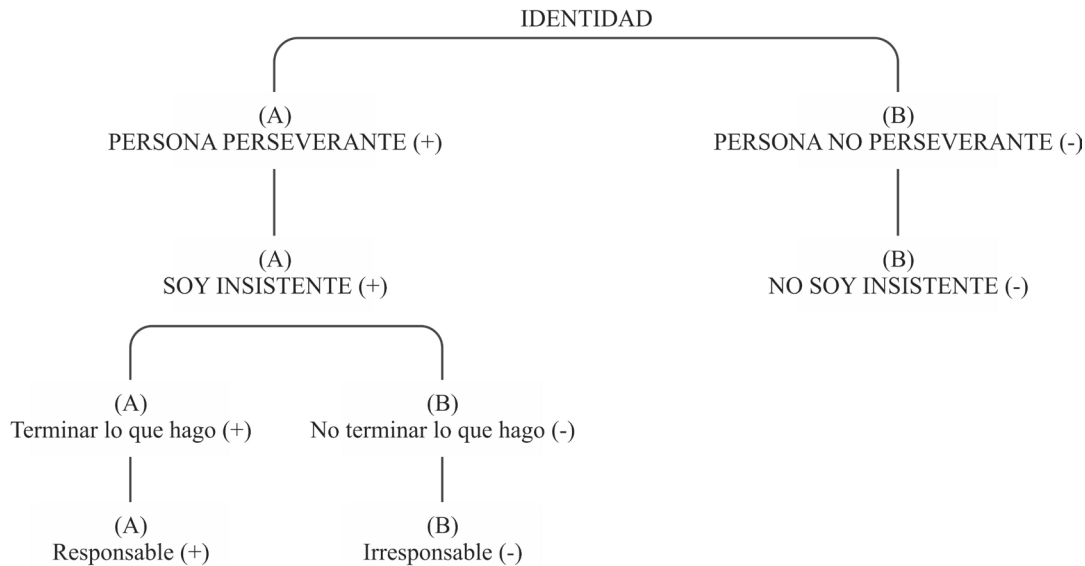 IDENTIDAD
(A)
PERSONA PERSEVERANTE (+)
(B)
PERSONA NO PERSEVERANTE (-)
(A)
SOY INSISTENTE (+)
(B)
NO SOY INSISTENTE (-)
(A)
Terminar lo que hago (+)
(B)
No terminar lo que hago (-)
(A)
Responsable (+)
(B)
Irresponsable (-)